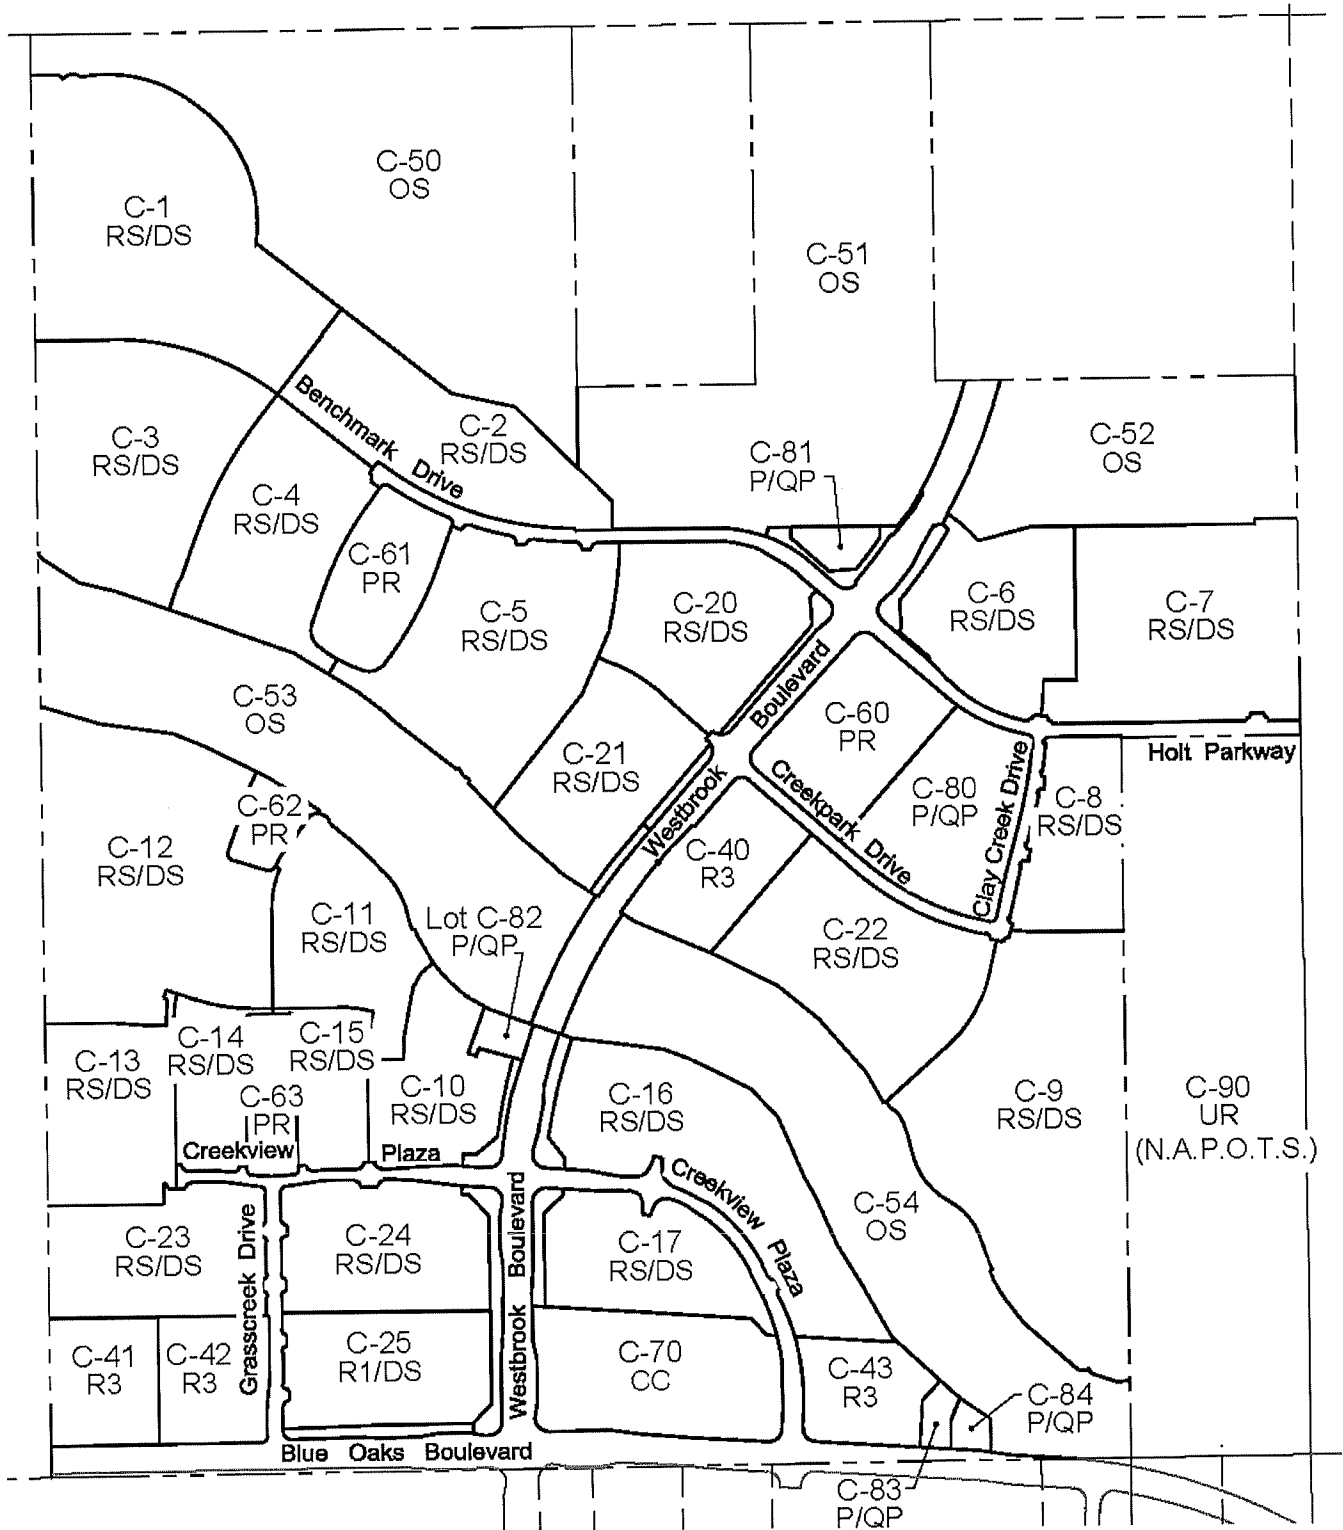 C-50
OS
C-1
RS/DS
C-51
OS
Benchmark Drive
C-2
RS/DS
C-3
RS/DS
C-81
P/QP
C-52
OS
C-4
RS/DS
C-61
PR
C-5
RS/DS
C-20
RS/DS
C-6
RS/DS
C-7
RS/DS
C-53
OS
Westbrook Boulevard
C-60
PR
Holt Parkway
C-21
RS/DS
Creekpark Drive
C-80
P/QP
Clay Creek Drive
C-8
RS/DS
C-62
PR
C-12
RS/DS
C-40
R3
C-11
RS/DS
Lot C-82
P/QP
C-22
RS/DS
C-14
RS/DS
C-15
RS/DS
C-13
RS/DS
C-63
PR
C-10
RS/DS
C-16
RS/DS
C-9
RS/DS
C-90
UR
(N.A.P.O.T.S.)
Creekview Plaza
Creekview Plaza
C-54
OS
C-23
RS/DS
Grasscreek Drive
C-24
RS/DS
Westbrook Boulevard
C-17
RS/DS
C-41
R3
C-42
R3
C-25
R1/DS
C-70
CC
C-43
R3
C-84
P/QP
Blue Oaks Boulevard
C-83
P/QP